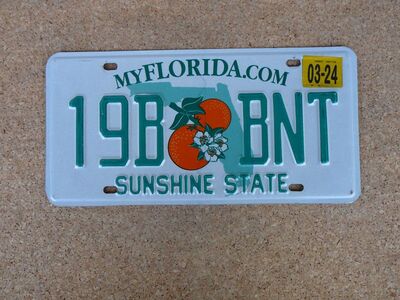 MYFLORIDA.COM
03-24
19B BNT
SUNSHINE STATE